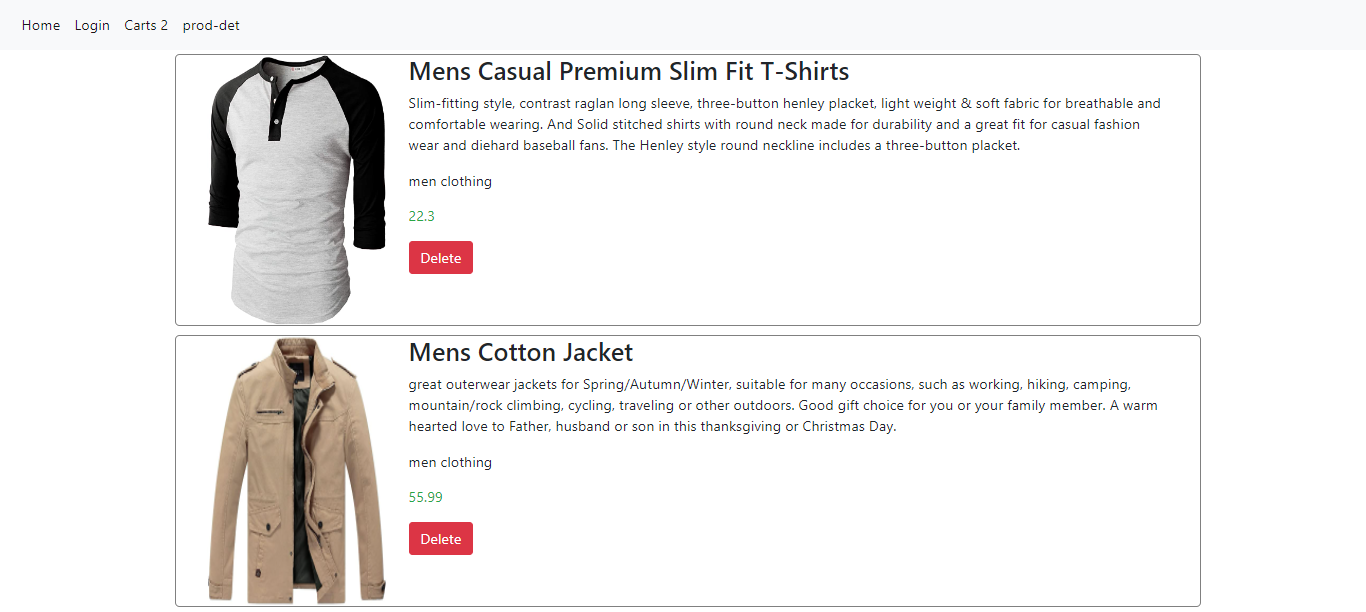 Home Login Carts 2 prod-det
Mens Casual Premium Slim Fit T-Shirts
Slim-fitting style, contrast raglan long sleeve, three-button henley placket, light weight & soft fabric for breathable and
comfortable wearing. And Solid stitched shirts with round neck made for durability and a great fit for casual fashion
wear and diehard baseball fans. The Henley style round neckline includes a three-button placket.
men clothing
22.3
Delete
Mens Cotton Jacket
great outerwear jackets for Spring/Autumn/Winter, suitable for many occasions, such as working, hiking, camping,
mountain/rock climbing, cycling, traveling or other outdoors. Good gift choice for you or your family member. A warm
hearted love to Father, husband or son in this thanksgiving or Christmas Day.
men clothing
55.99
Delete